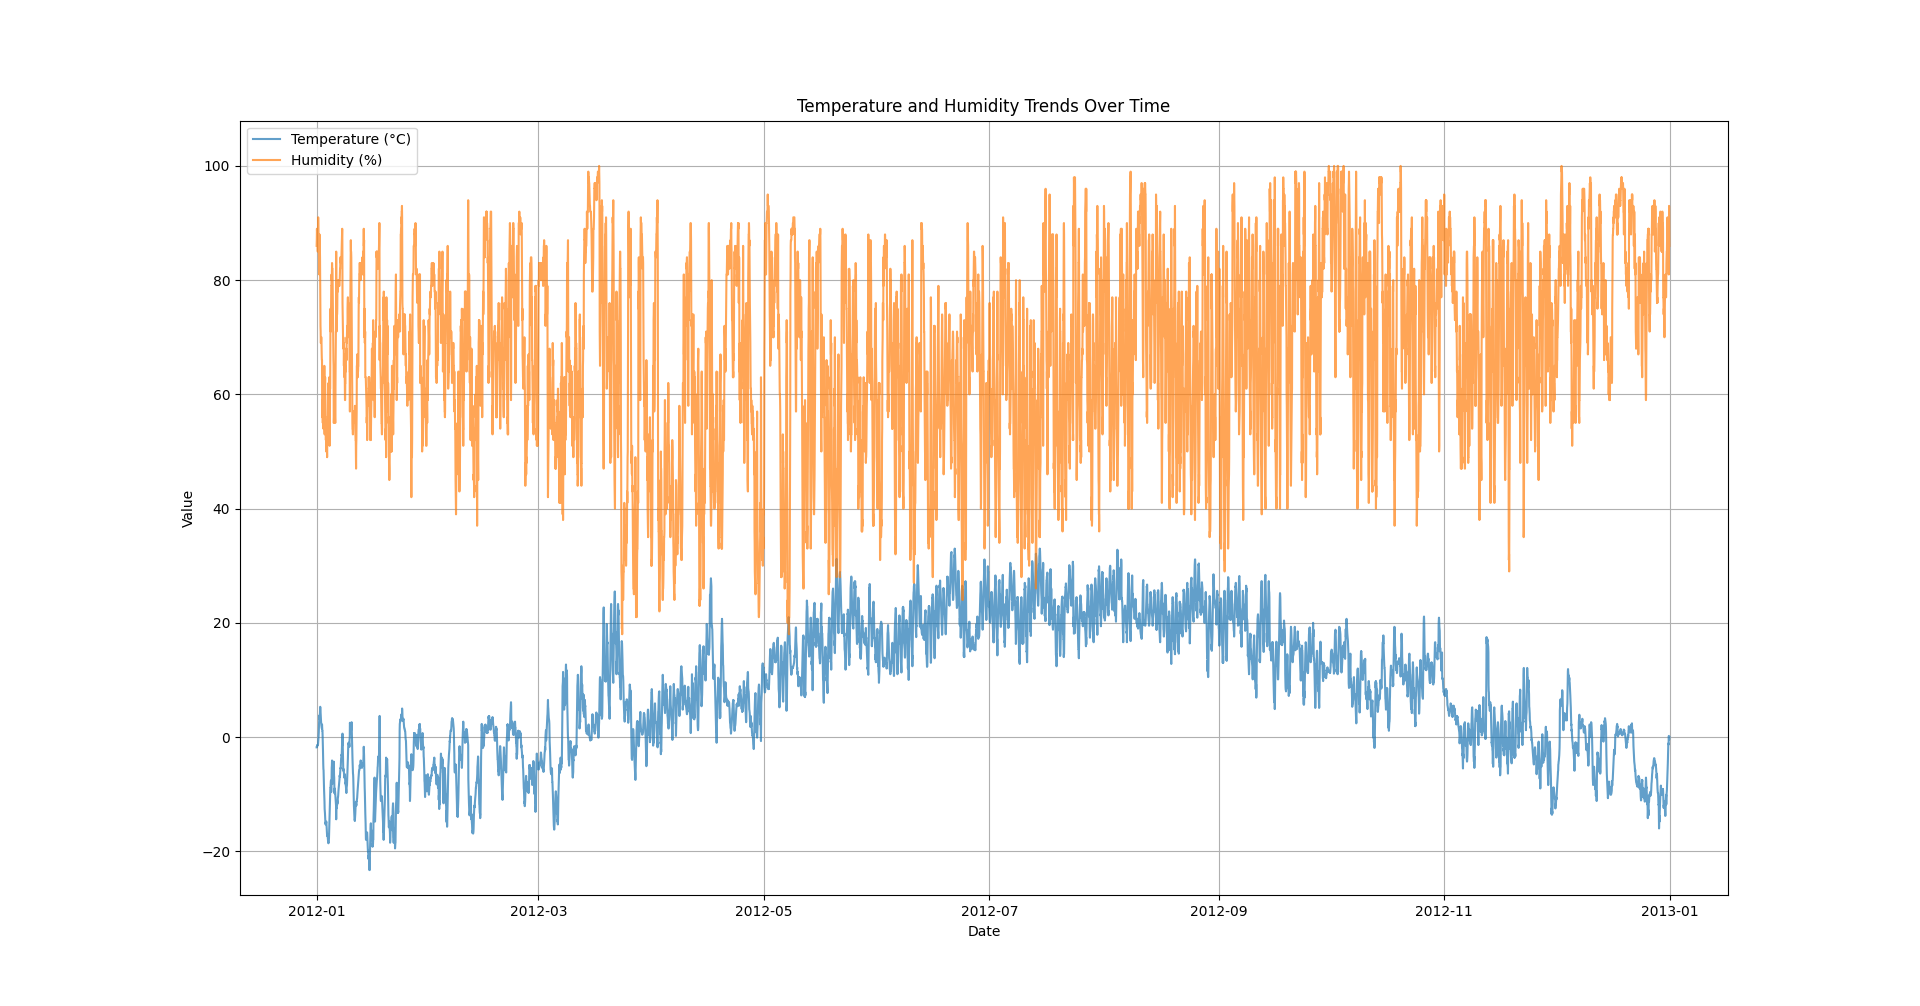 Temperature and Humidity Trends Over Time
Temperature (°C)
Humidity (%)
100
80
60
40
20
0
−20
Value
2012-01
2012-03
2012-05
2012-07
2012-09
2012-11
2013-01
Date